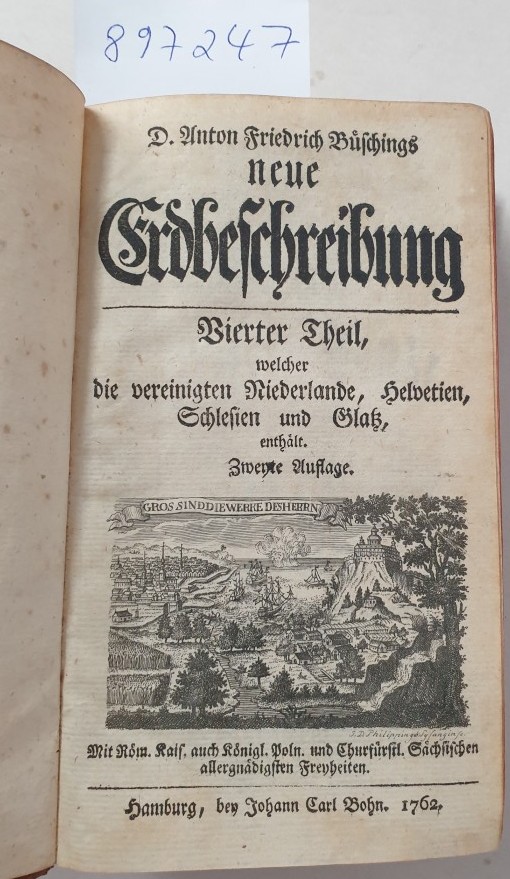 897247
D. Anton Friedrich Büschings
neue
Erdbeschreibung
Vierter Theil,
welcher
die vereinigten Niederlande, Helvetien,
Schlesien und Glatz,
enthält.
Zweyte Auflage.
GROS SIND DIE WERKE DES HERRN
Mit Röm. Kais. auch Königl. Poln. und Churfürstl. Sächsischen
allergnädigsten Freyheiten.
Hamburg, bey Johann Carl Bohn. 1762.